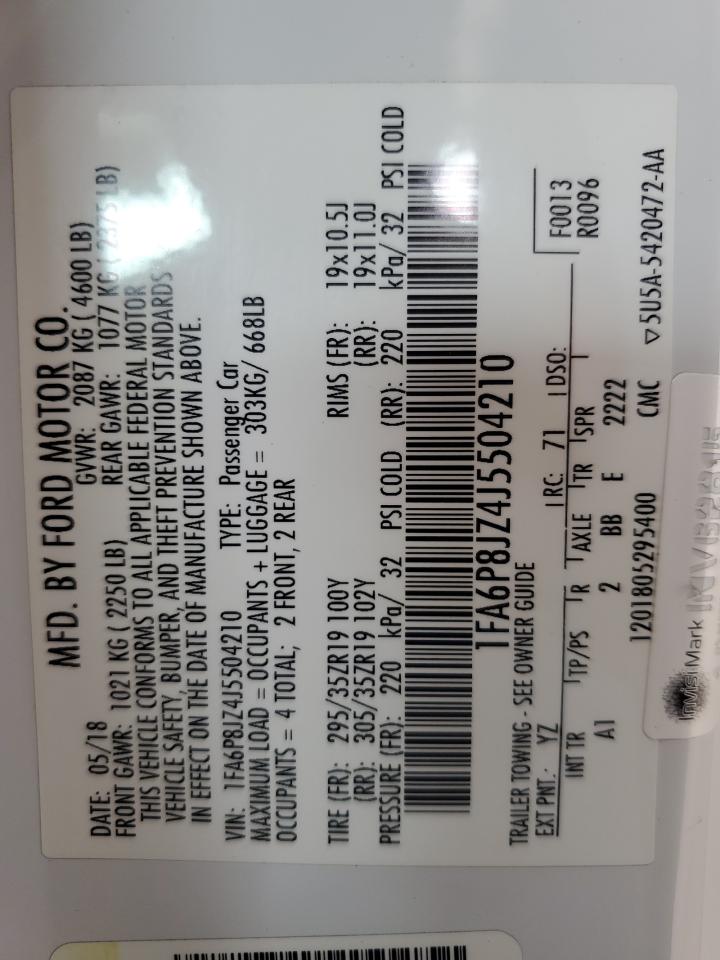 MFD. BY FORD MOTOR CO.
DATE: 05/18 GVWR: 2087 KG ( 4600 LB)
FRONT GAWR: 1021 KG (2250 LB) REAR GAWR: 1077 KG ( 2375 LB)
THIS VEHICLE CONFORMS TO ALL APPLICABLE FEDERAL MOTOR
VEHICLE SAFETY, BUMPER, AND THEFT PREVENTION STANDARDS
IN EFFECT ON THE DATE OF MANUFACTURE SHOWN ABOVE.
VIN: 1FA6P8JZ4J5504210 TYPE: Passenger Car
MAXIMUM LOAD = OCCUPANTS + LUGGAGE = 303KG/ 668LB
OCCUPANTS = 4 TOTAL; 2 FRONT, 2 REAR
TIRE (FR): 295/35ZR19 100Y RIMS (FR): 19x10.5J
(RR): 305/35ZR19 102Y (RR): 19x11.0J
PRESSURE (FR): 220 kPa/ 32 PSI COLD (RR): 220 kPa/ 32 PSI COLD
1FA6P8JZ4J5504210
TRAILER TOWING - SEE OWNER GUIDE
EXT PNT: YZ RC: 71 DSO: F0013
INT TR TP/PS R AXLE TR SPR R0096
A1 2 BB E 2222
1201805295400 CMC ▽5U5A-5420472-AA
InvisiMark